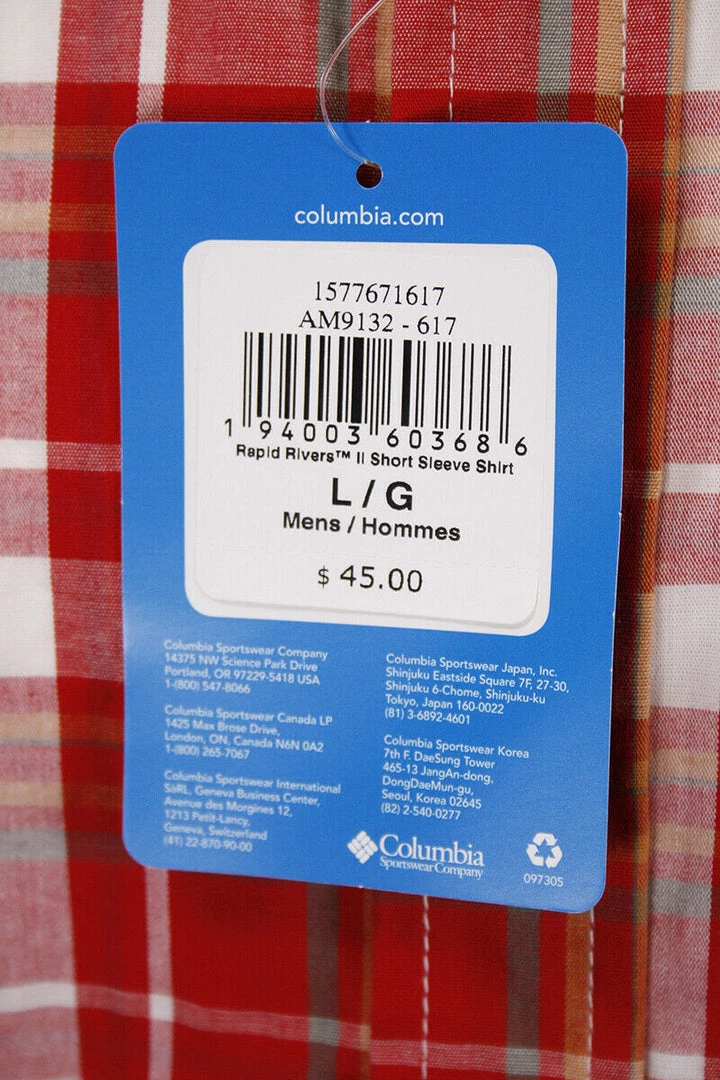 columbia.com
1577671617
AM9132 - 617
1 94003 60368 6
Rapid Rivers™ II Short Sleeve Shirt
L / G
Mens / Hommes
$ 45.00
Columbia Sportswear Company
14375 NW Science Park Drive
Portland, OR 97229-5418 USA
1-(800) 547-8066
Columbia Sportswear Canada LP
1425 Max Brose Drive,
London, ON, Canada N6N 0A2
1-(800) 265-7067
Columbia Sportswear International
SaRL, Geneva Business Center,
Avenue des Morgines 12,
1213 Petit-Lancy,
Geneva, Switzerland
(41) 22-870-90-00
Columbia Sportswear Japan, Inc.
Shinjuku Eastside Square 7F, 27-30,
Shinjuku 6-Chome, Shinjuku-ku
Tokyo, Japan 160-0022
(81) 3-6892-4601
Columbia Sportswear Korea
7th F. DaeSung Tower
465-13 JangAn-dong,
DongDaeMun-gu,
Seoul, Korea 02645
(82) 2-540-0277
Columbia
Sportswear Company
097305